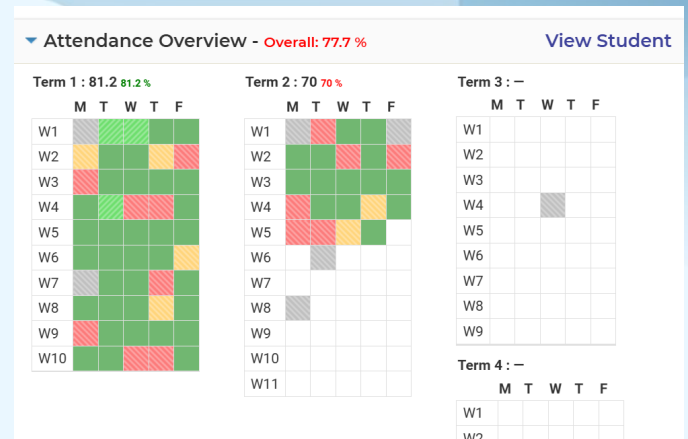 Attendance Overview - Overall: 77.7 %
View Student
Term 1 : 81.2 81.2 %
M T W T F
W1
W2
W3
W4
W5
W6
W7
W8
W9
W10
Term 2 : 70 70 %
M T W T F
W1
W2
W3
W4
W5
W6
W7
W8
W9
W10
W11
Term 3 : —
M T W T F
W1
W2
W3
W4
W5
W6
W7
W8
W9
Term 4 : —
M T W T F
W1
W2